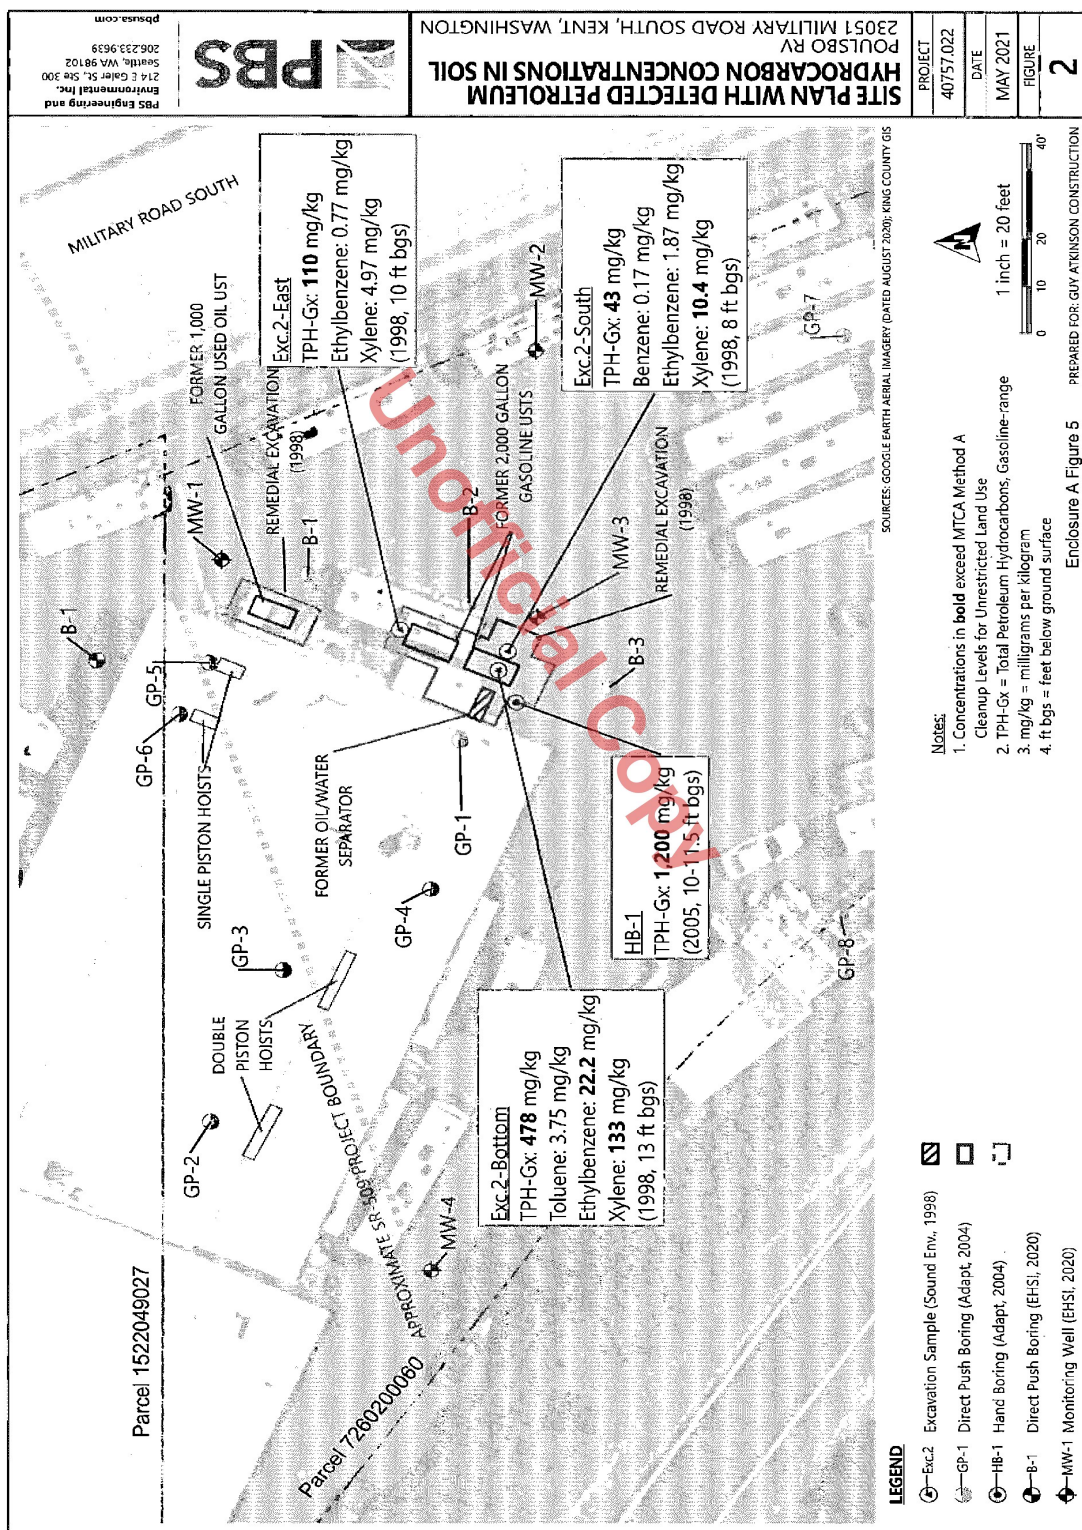 PBS Engineering and
Environmental Inc.
214 E Galer St, Ste 300
Seattle, WA 98102
206.233.9639
pbsusa.com
PBS
SITE PLAN WITH DETECTED PETROLEUM
HYDROCARBON CONCENTRATIONS IN SOIL
POULSBO RV
23051 MILITARY ROAD SOUTH, KENT, WASHINGTON
PROJECT
40757.022
DATE
MAY 2021
FIGURE
2
MILITARY ROAD SOUTH
Parcel 1522049027
Parcel 7260200060
APPROXIMATE SR-509 PROJECT BOUNDARY
FORMER 1,000
GALLON USED OIL UST
REMEDIAL EXCAVATION
(1998)
MW-1
B-1
B-1
GP-5
GP-6
SINGLE PISTON HOISTS
FORMER OIL/WATER
SEPARATOR
GP-1
GP-4
GP-3
DOUBLE
PISTON
HOISTS
GP-2
MW-4
B-2
FORMER 2,000 GALLON
GASOLINE USTS
MW-2
MW-3
REMEDIAL EXCAVATION
(1998)
B-3
GP-7
GP-8
Exc.2-East
TPH-Gx: 110 mg/kg
Ethylbenzene: 0.77 mg/kg
Xylene: 4.97 mg/kg
(1998, 10 ft bgs)
Exc.2-South
TPH-Gx: 43 mg/kg
Benzene: 0.17 mg/kg
Ethylbenzene: 1.87 mg/kg
Xylene: 10.4 mg/kg
(1998, 8 ft bgs)
HB-1
TPH-Gx: 1,200 mg/kg
(2005, 10-11.5 ft bgs)
Exc.2-Bottom
TPH-Gx: 478 mg/kg
Toluene: 3.75 mg/kg
Ethylbenzene: 22.2 mg/kg
Xylene: 133 mg/kg
(1998, 13 ft bgs)
Unofficial Copy
SOURCES: GOOGLE EARTH AERIAL IMAGERY (DATED AUGUST 2020); KING COUNTY GIS
LEGEND
Exc.2 Excavation Sample (Sound Env., 1998)
GP-1 Direct Push Boring (Adapt, 2004)
HB-1 Hand Boring (Adapt, 2004)
B-1 Direct Push Boring (EHSI, 2020)
MW-1 Monitoring Well (EHSI, 2020)
Notes:
1. Concentrations in bold exceed MTCA Method A
Cleanup Levels for Unrestricted Land Use
2. TPH-Gx = Total Petroleum Hydrocarbons, Gasoline-range
3. mg/kg = milligrams per kilogram
4. ft bgs = feet below ground surface
N
1 inch = 20 feet
0 10 20 40'
Enclosure A Figure 5
PREPARED FOR: GUY ATKINSON CONSTRUCTION